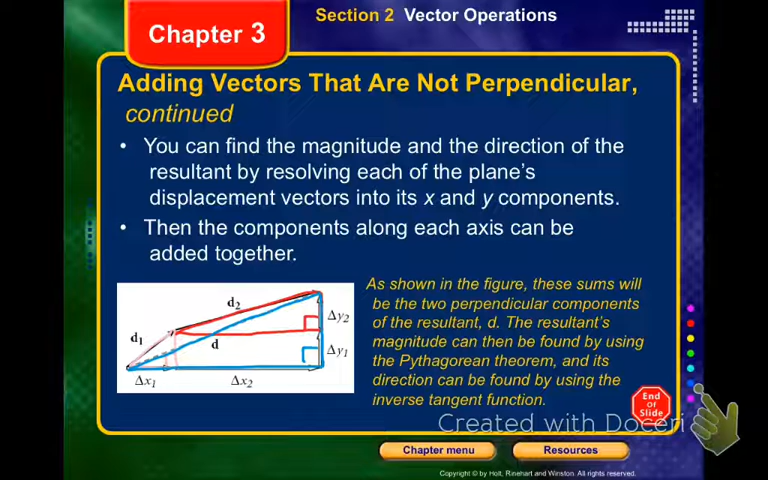 Section 2 Vector Operations
Chapter 3
Adding Vectors That Are Not Perpendicular,
continued
• You can find the magnitude and the direction of the
resultant by resolving each of the plane's
displacement vectors into its x and y components.
• Then the components along each axis can be
added together.
As shown in the figure, these sums will
be the two perpendicular components
of the resultant, d. The resultant's
magnitude can then be found by using
the Pythagorean theorem, and its
direction can be found by using the
inverse tangent function.
d₂
Δy₂
d₁
d
Δy₁
Δx₁
Δx₂
End
of
Slide
Created with Doceri
Chapter menu
Resources
Copyright © by Holt, Rinehart and Winston. All rights reserved.